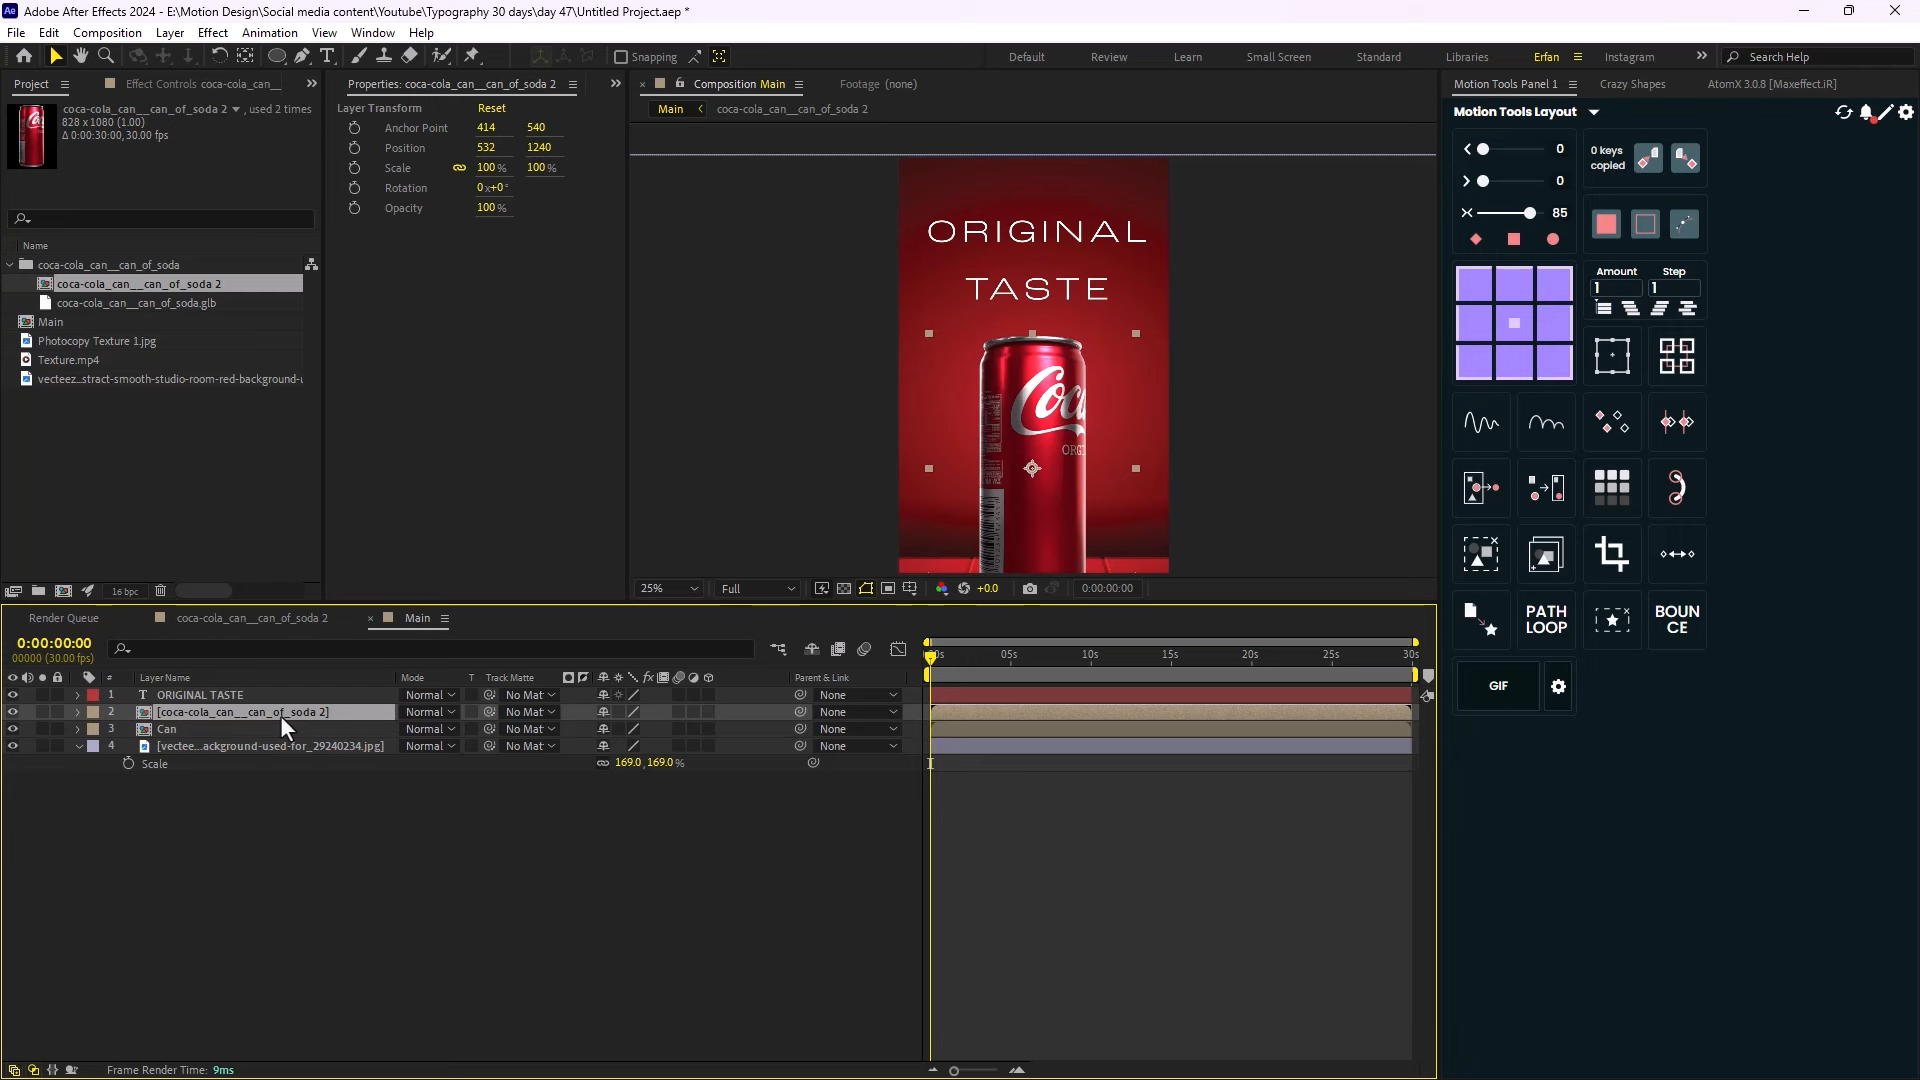 Adobe After Effects 2024 - E:\Motion Design\Social media content\Youtube\Typography 30 days\day 47\Untitled Project.aep *
File Edit Composition Layer Effect Animation View Window Help
Snapping
Default Review Learn Small Screen Standard Libraries Erfan Instagram Search Help
Project Effect Controls coca-cola_can__
Properties: coca-cola_can__can_of_soda 2
Composition Main
Footage (none)
Motion Tools Panel 1 Crazy Shapes AtomX 3.0.8 [Maxeffect.iR]
coca-cola_can__can_of_soda 2 , used 2 times
828 x 1080 (1.00)
Δ 0:00:30:00, 30.00 fps
Layer Transform Reset
Anchor Point 414 540
Position 532 1240
Scale 100 % 100 %
Rotation 0x+0°
Opacity 100 %
Main coca-cola_can__can_of_soda 2
Motion Tools Layout
0
0
85
0 keys
copied
Amount Step
1 1
PATH
LOOP
BOUN
CE
GIF
ORIGINAL
TASTE
Coca
ORGI
Name
coca-cola_can__can_of_soda
coca-cola_can__can_of_soda 2
coca-cola_can__can_of_soda.glb
Main
Photocopy Texture 1.jpg
Texture.mp4
vecteez...stract-smooth-studio-room-red-background-u
16 bpc
25% Full +0.0 0:00:00:00
Render Queue coca-cola_can__can_of_soda 2 Main
0:00:00:00
00000 (30.00 fps)
00s 05s 10s 15s 20s 25s 30s
# Layer Name Mode T Track Matte fx Parent & Link
1 T ORIGINAL TASTE Normal No Mat None
2 [coca-cola_can__can_of_soda 2] Normal No Mat None
3 Can Normal No Mat None
4 [vectee...ackground-used-for_29240234.jpg] Normal No Mat None
Scale 169.0,169.0 %
Frame Render Time: 9ms